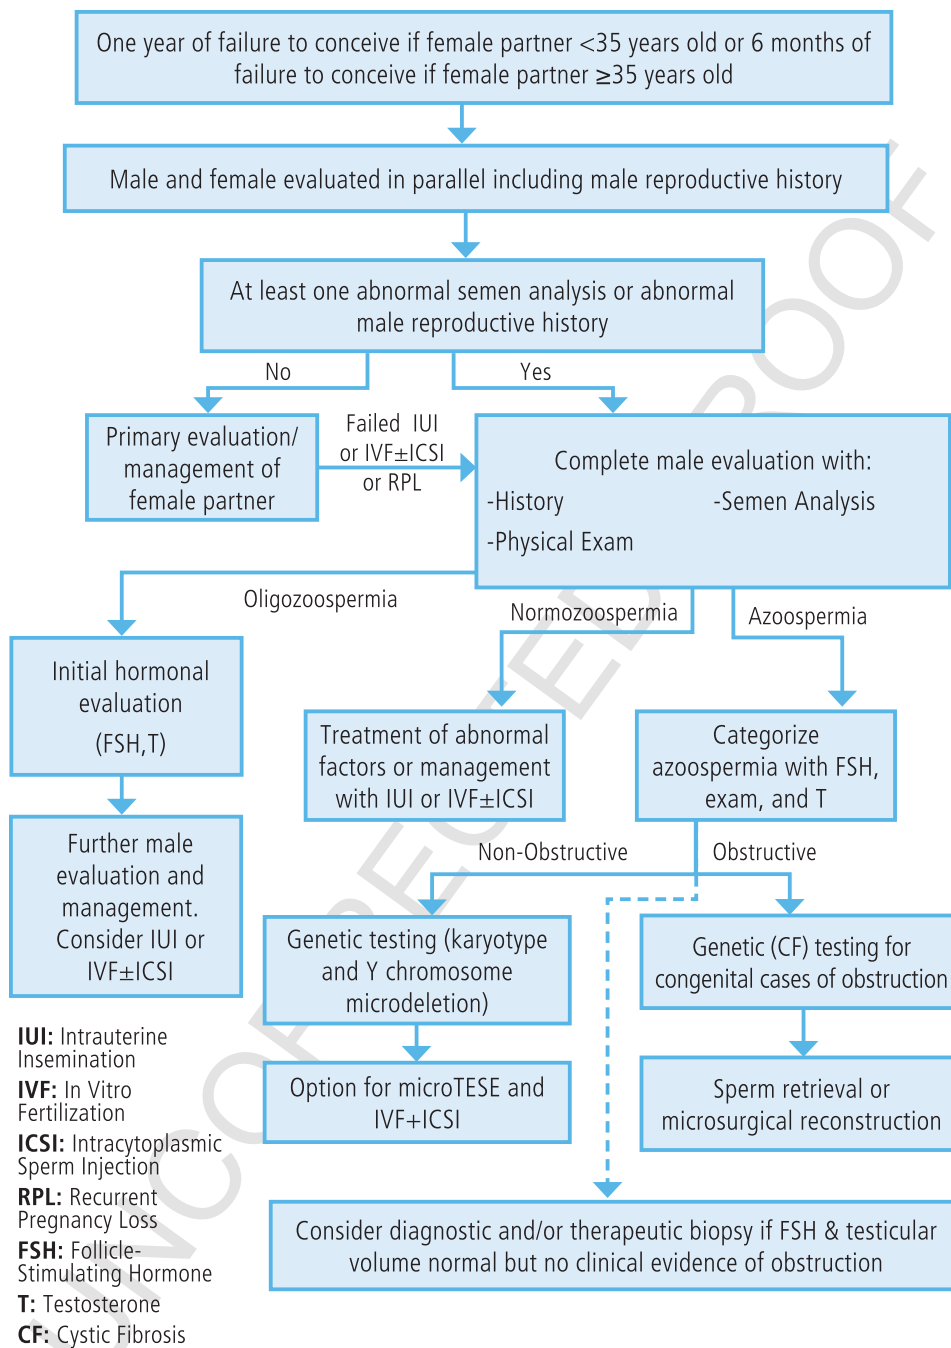 One year of failure to conceive if female partner <35 years old or 6 months of
failure to conceive if female partner ≥35 years old
Male and female evaluated in parallel including male reproductive history
At least one abnormal semen analysis or abnormal
male reproductive history
No
Yes
Primary evaluation/
management of
female partner
Failed IUI
or IVF±ICSI
or RPL
Complete male evaluation with:
-History
-Semen Analysis
-Physical Exam
Oligozoospermia
Normozoospermia
Azoospermia
Initial hormonal
evaluation
(FSH,T)
Treatment of abnormal
factors or management
with IUI or IVF±ICSI
Categorize
azoospermia with FSH,
exam, and T
Further male
evaluation and
management.
Consider IUI or
IVF±ICSI
Non-Obstructive
Obstructive
Genetic testing (karyotype
and Y chromosome
microdeletion)
Genetic (CF) testing for
congenital cases of obstruction
Option for microTESE and
IVF+ICSI
Sperm retrieval or
microsurgical reconstruction
Consider diagnostic and/or therapeutic biopsy if FSH & testicular
volume normal but no clinical evidence of obstruction
IUI: Intrauterine
Insemination
IVF: In Vitro
Fertilization
ICSI: Intracytoplasmic
Sperm Injection
RPL: Recurrent
Pregnancy Loss
FSH: Follicle-
Stimulating Hormone
T: Testosterone
CF: Cystic Fibrosis
UNCORRECTED PROOF